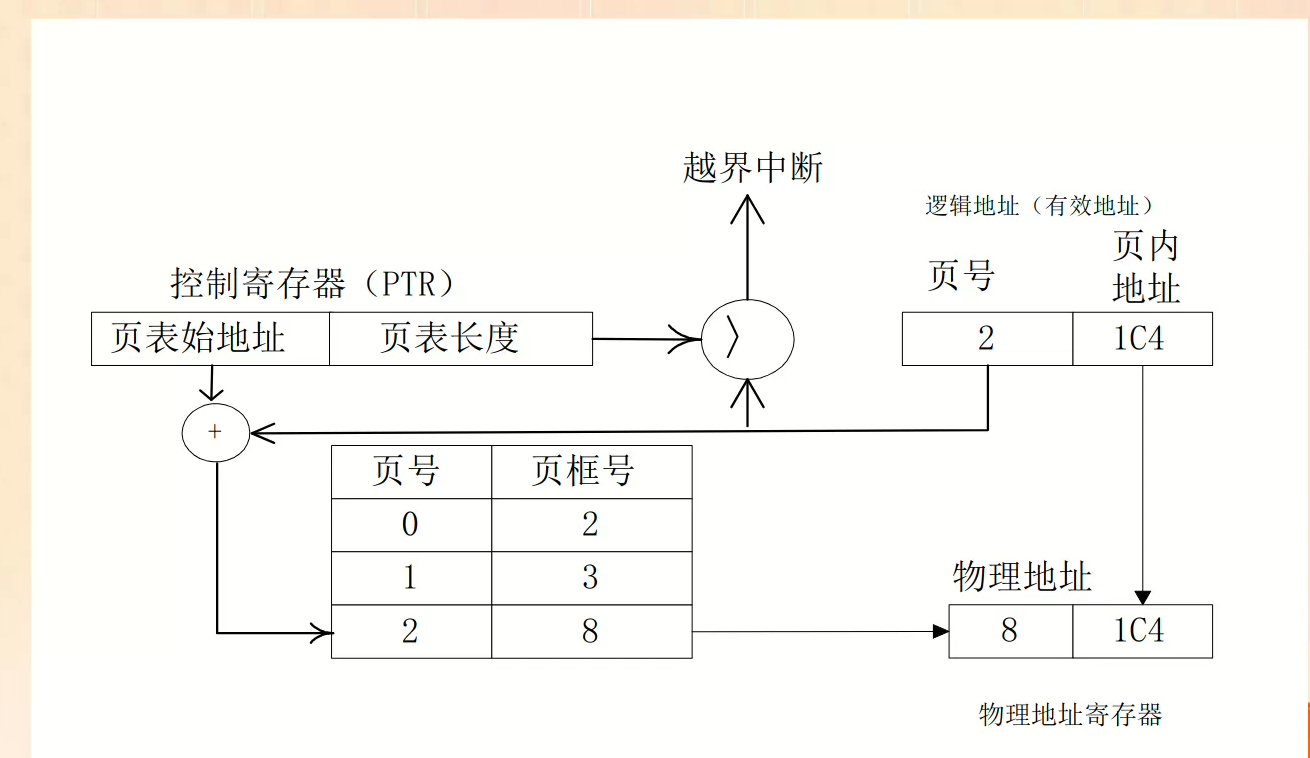 越界中断
逻辑地址（有效地址）
页号
页内
地址
控制寄存器（PTR）
页表始地址 页表长度
>
2 1C4
+
页号 页框号
0 2
1 3
2 8
物理地址
8 1C4
物理地址寄存器